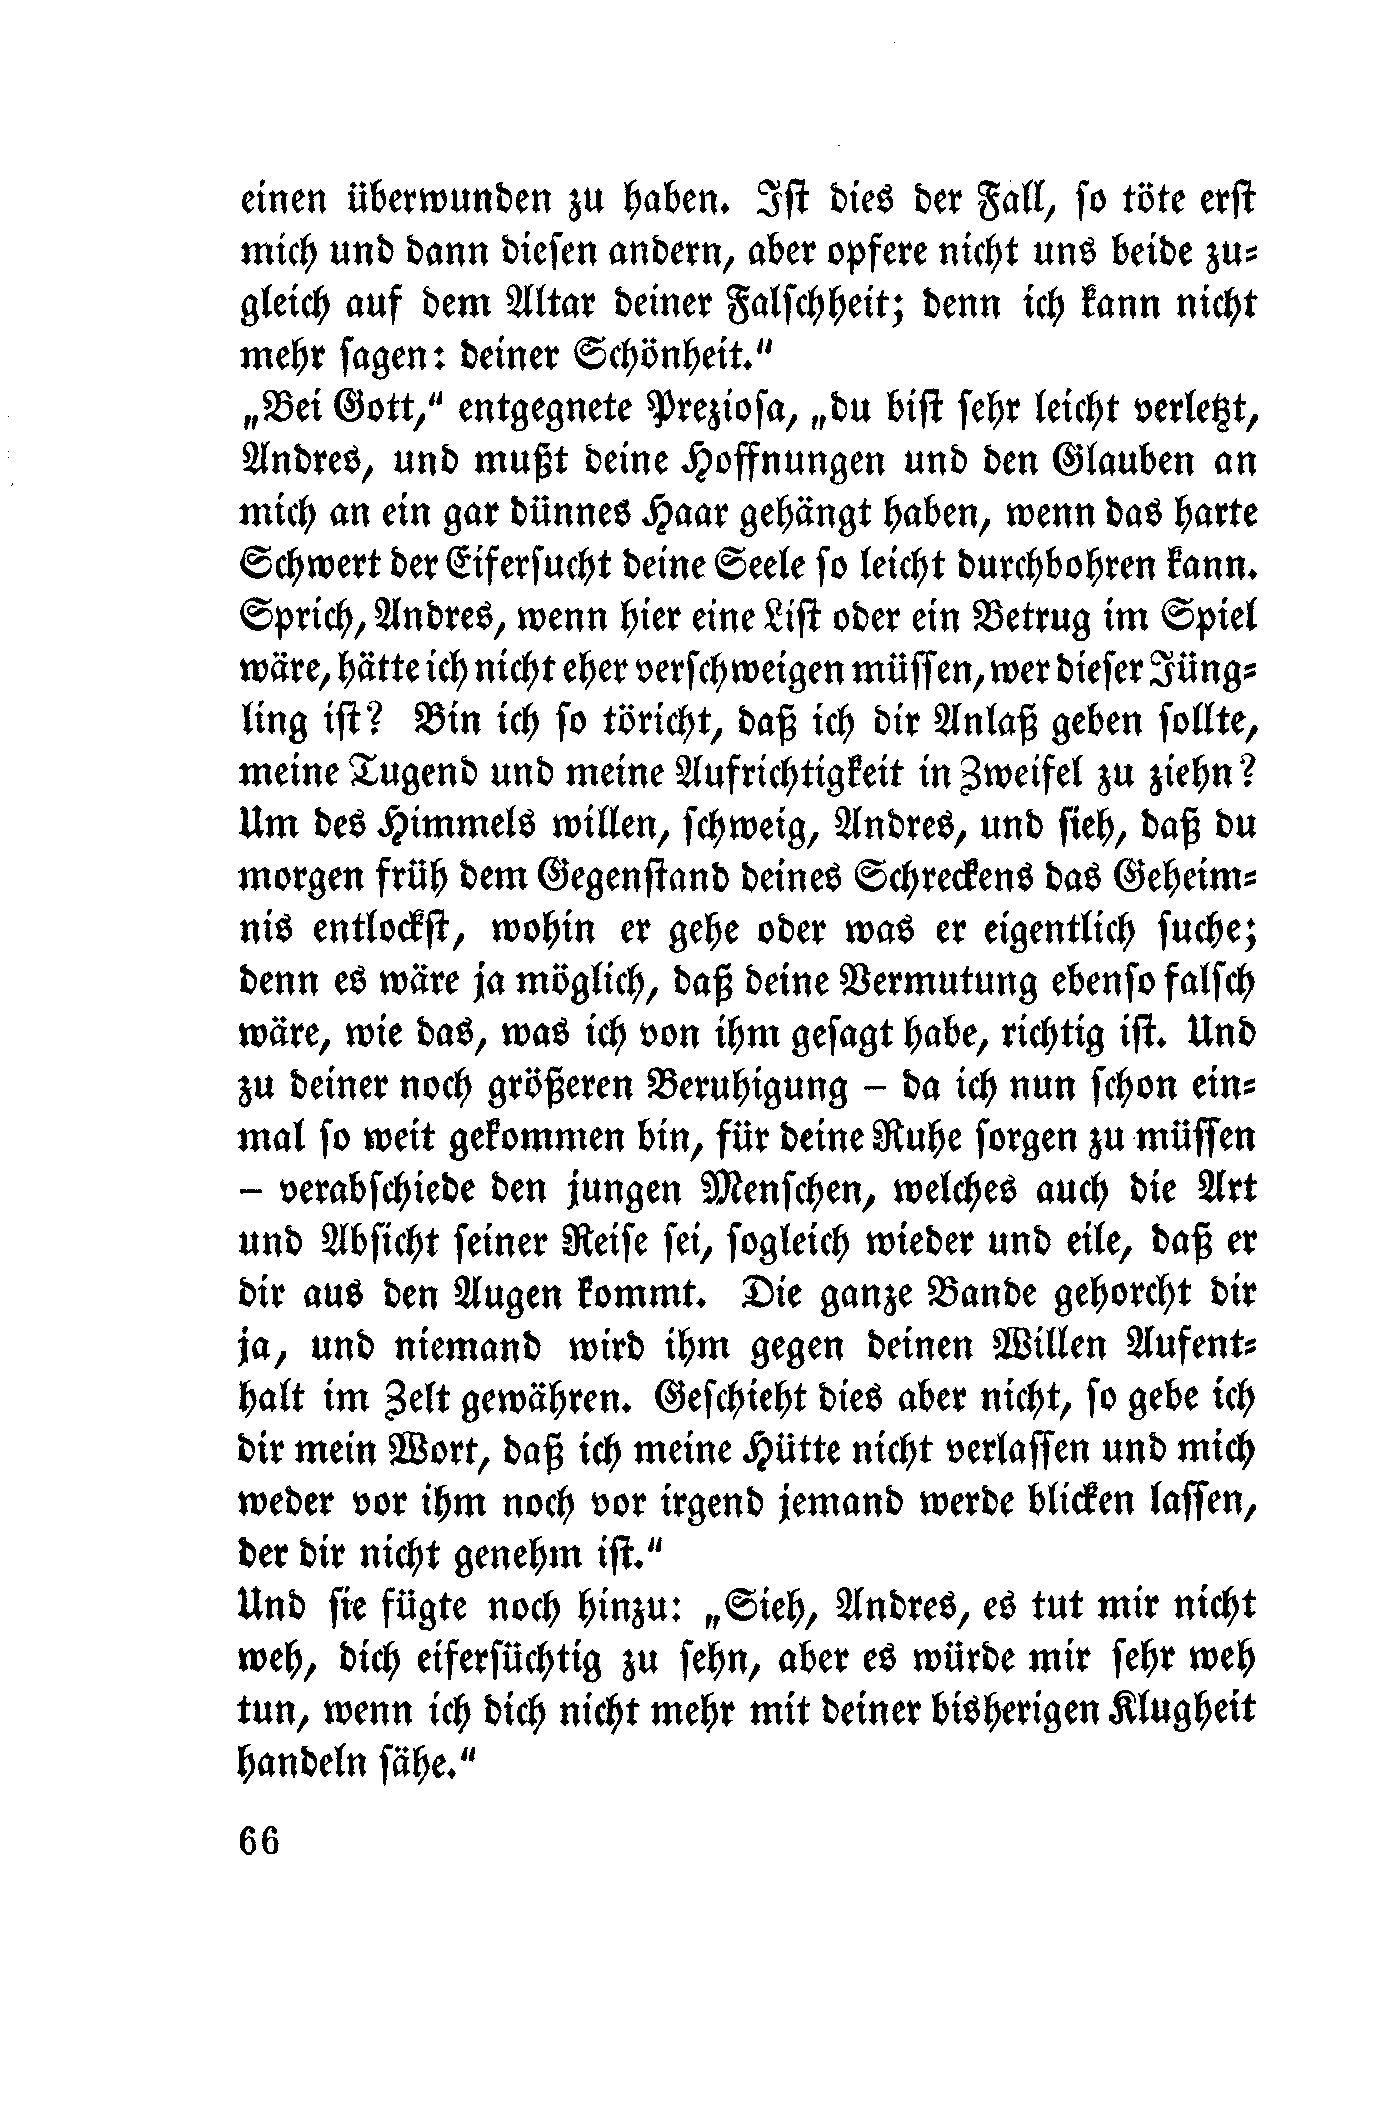 einen überwunden zu haben. Ist dies der Fall, so töte erst
mich und dann diesen andern, aber opfere nicht uns beide zu-
gleich auf dem Altar deiner Falschheit; denn ich kann nicht
mehr sagen: deiner Schönheit.“
„Bei Gott,“ entgegnete Preziosa, „du bist sehr leicht verletzt,
Andres, und mußt deine Hoffnungen und den Glauben an
mich an ein gar dünnes Haar gehängt haben, wenn das harte
Schwert der Eifersucht deine Seele so leicht durchbohren kann.
Sprich, Andres, wenn hier eine List oder ein Betrug im Spiel
wäre, hätte ich nicht eher verschweigen müssen, wer dieser Jüng-
ling ist? Bin ich so töricht, daß ich dir Anlaß geben sollte,
meine Tugend und meine Aufrichtigkeit in Zweifel zu ziehn?
Um des Himmels willen, schweig, Andres, und sieh, daß du
morgen früh dem Gegenstand deines Schreckens das Geheim-
nis entlockst, wohin er gehe oder was er eigentlich suche;
denn es wäre ja möglich, daß deine Vermutung ebenso falsch
wäre, wie das, was ich von ihm gesagt habe, richtig ist. Und
zu deiner noch größeren Beruhigung – da ich nun schon ein-
mal so weit gekommen bin, für deine Ruhe sorgen zu müssen
– verabschiede den jungen Menschen, welches auch die Art
und Absicht seiner Reise sei, sogleich wieder und eile, daß er
dir aus den Augen kommt. Die ganze Bande gehorcht dir
ja, und niemand wird ihm gegen deinen Willen Aufent-
halt im Zelt gewähren. Geschieht dies aber nicht, so gebe ich
dir mein Wort, daß ich meine Hütte nicht verlassen und mich
weder vor ihm noch vor irgend jemand werde blicken lassen,
der dir nicht genehm ist.“
Und sie fügte noch hinzu: „Sieh, Andres, es tut mir nicht
weh, dich eifersüchtig zu sehn, aber es würde mir sehr weh
tun, wenn ich dich nicht mehr mit deiner bisherigen Klugheit
handeln sähe.“
66